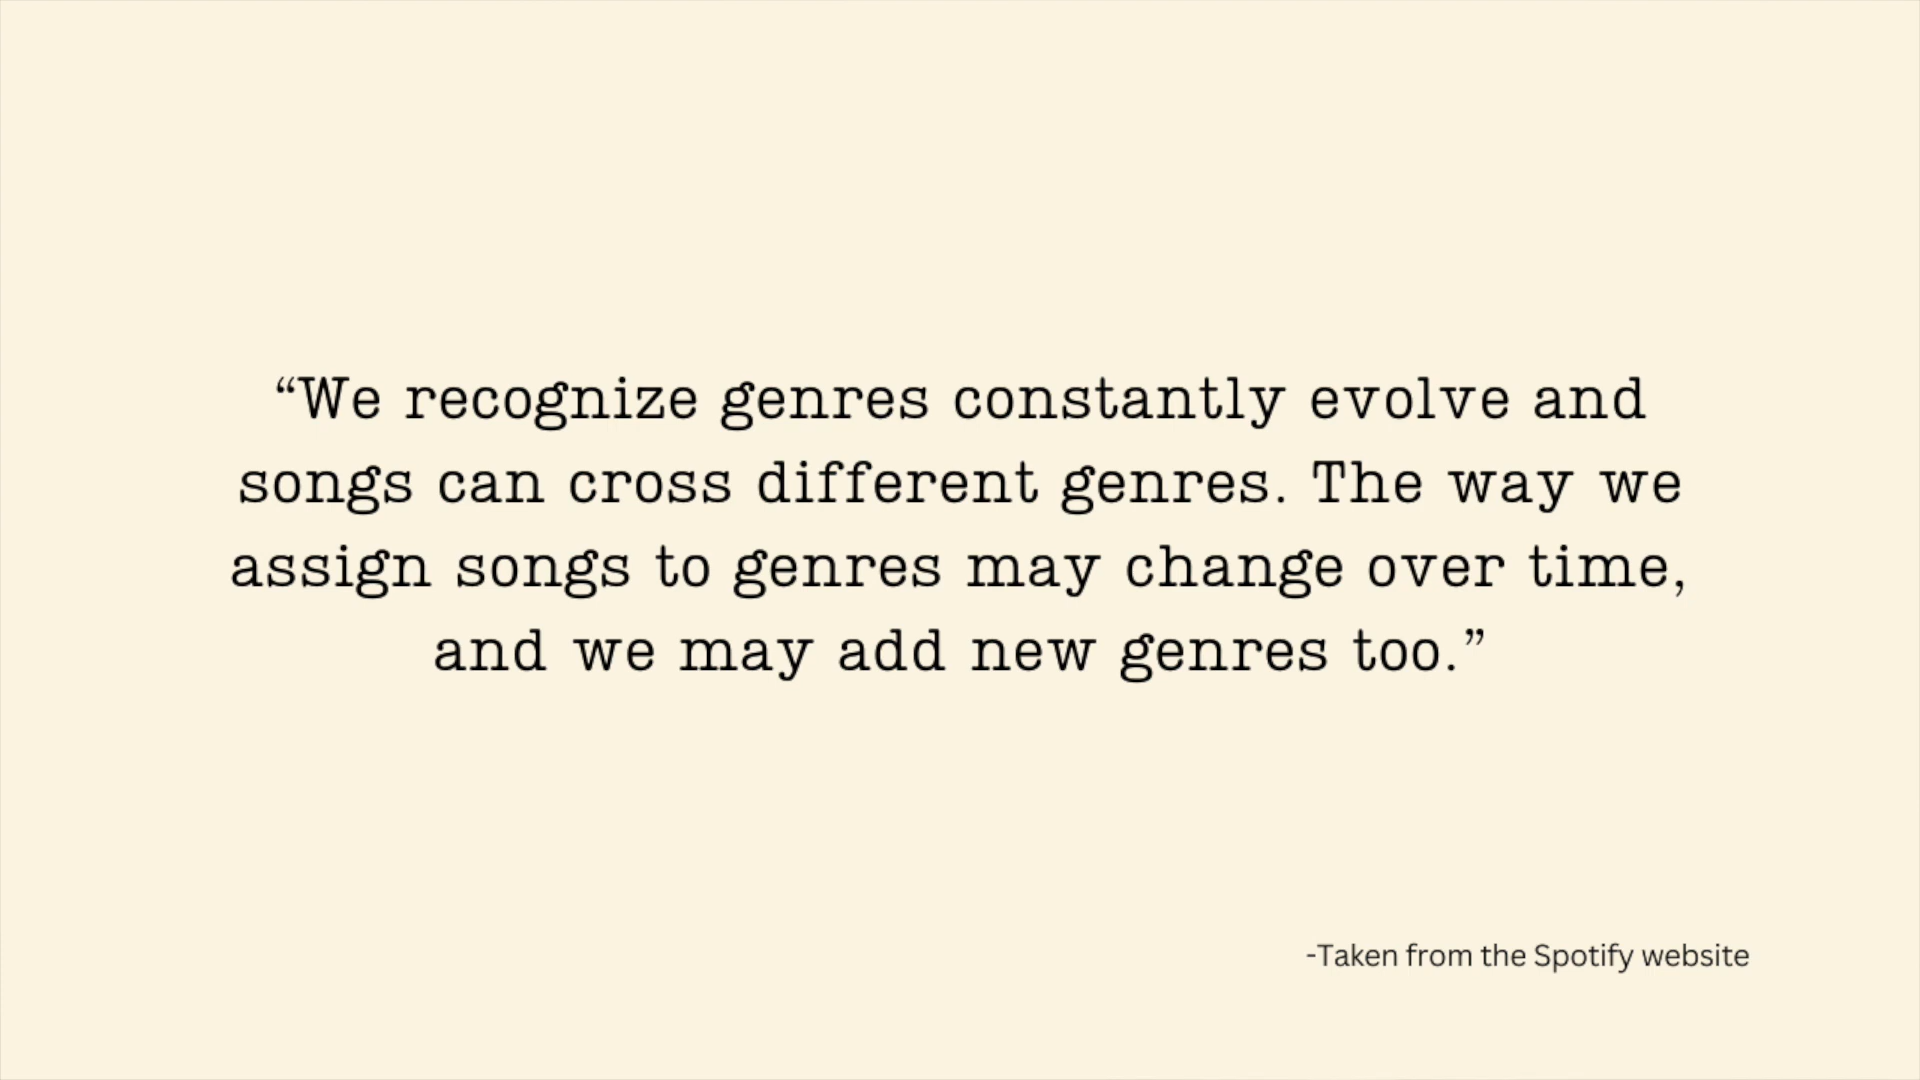 “We recognize genres constantly evolve and
songs can cross different genres. The way we
assign songs to genres may change over time,
and we may add new genres too.”
-Taken from the Spotify website